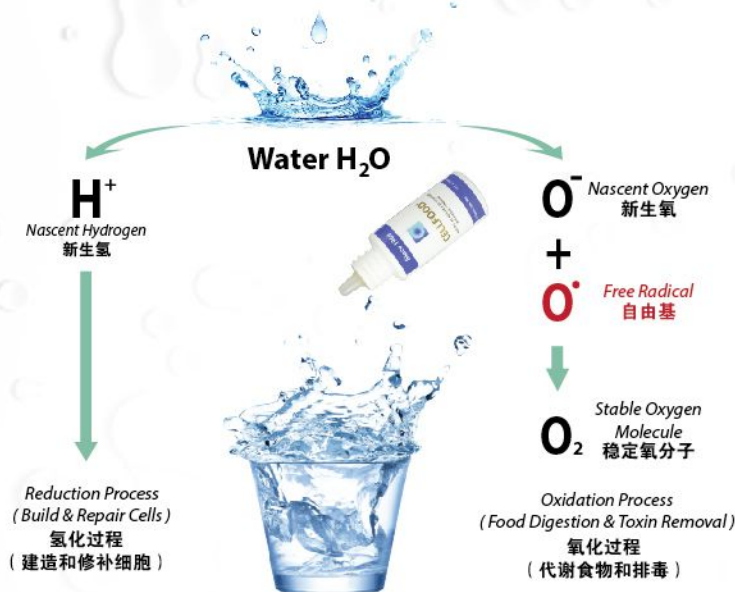 Water H₂O
H⁺
Nascent Hydrogen
新生氢
Reduction Process
( Build & Repair Cells )
氢化过程
( 建造和修补细胞 )
CELLFOOD
O⁻
Nascent Oxygen
新生氧
+
O•
Free Radical
自由基
O₂
Stable Oxygen
Molecule
稳定氧分子
Oxidation Process
( Food Digestion & Toxin Removal )
氧化过程
( 代谢食物和排毒 )